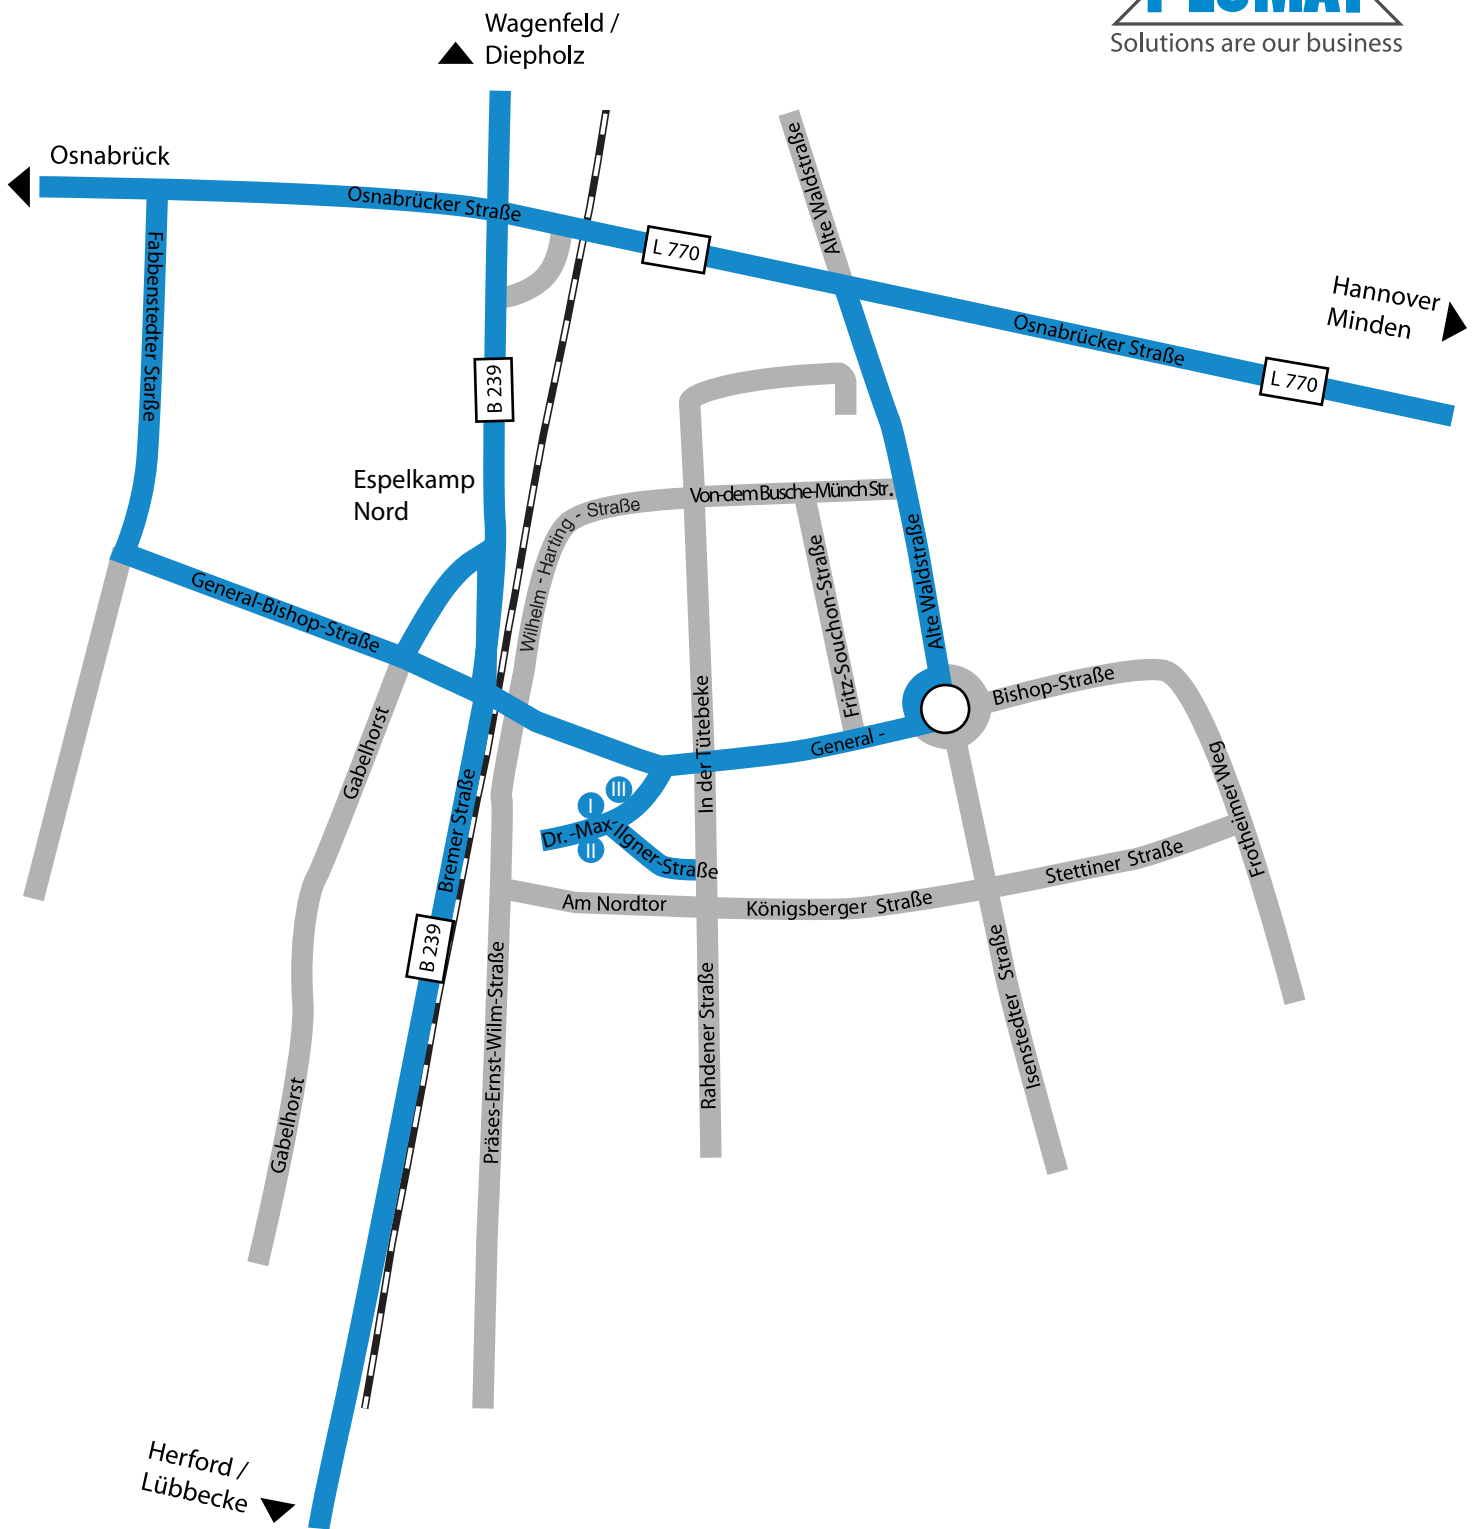 Solutions are our business
Wagenfeld /
Diepholz
Osnabrück
Osnabrücker Straße
L 770
Alte Waldstraße
Hannover
Minden
Osnabrücker Straße
L 770
Fabbenstedter Starße
B 239
Espelkamp
Nord
Wilhelm - Harting - Straße
Von-dem Busche-Münch Str.
Fritz-Souchon-Straße
Alte Waldstraße
General-Bishop-Straße
Bishop-Straße
General -
In der Tütebeke
Gabelhorst
Bremer Straße
III
I
II
Dr.-Max-Ilgner-Straße
Frotheimer Weg
Stettiner Straße
Am Nordtor
Königsberger Straße
B 239
Präses-Ernst-Wilm-Straße
Rahdener Straße
Isenstedter Straße
Gabelhorst
Herford /
Lübbecke